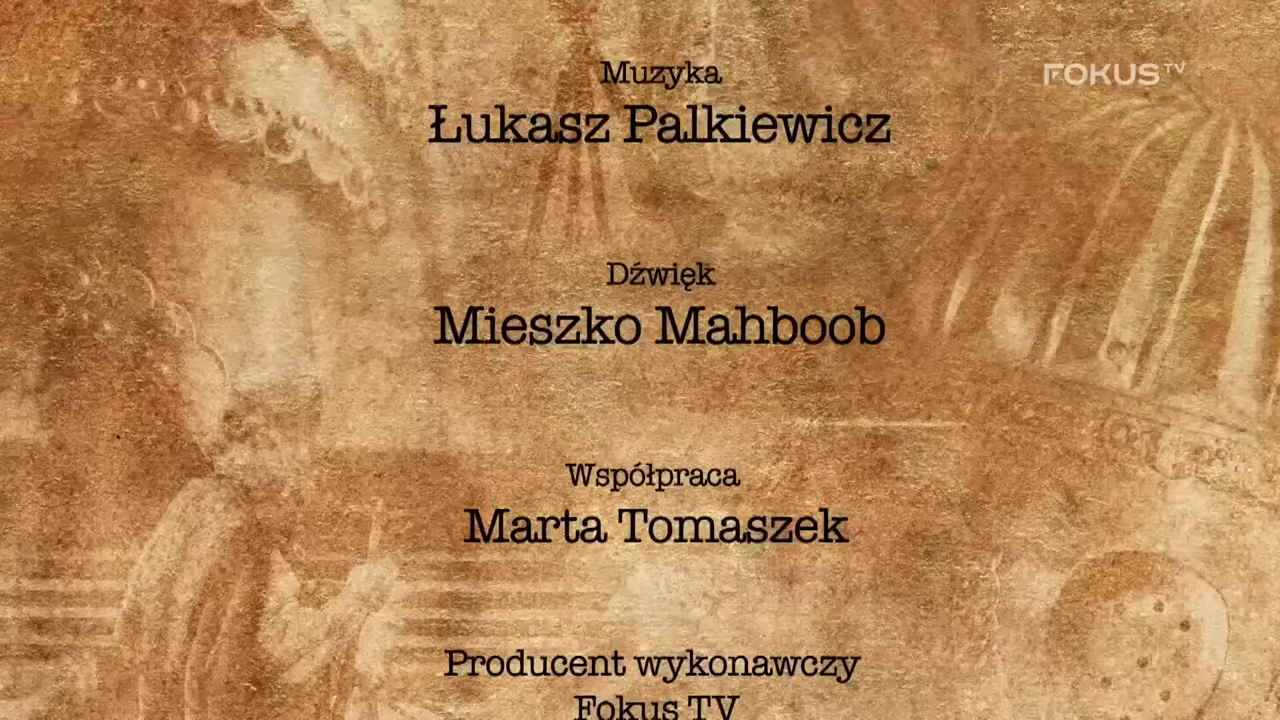 Muzyka
FOKUS TV
Łukasz Palkiewicz
Dźwięk
Mieszko Mahboob
Współpraca
Marta Tomaszek
Producent wykonawczy
Fokus TV